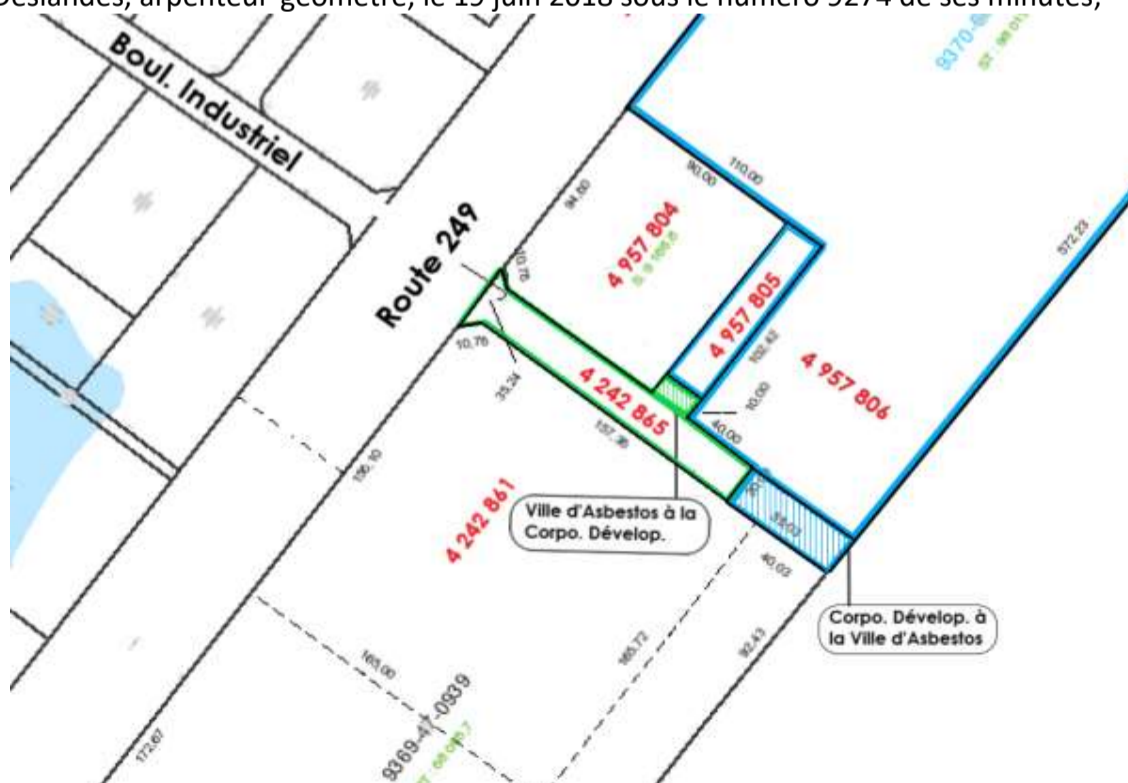 Deslandes, arpenteur-géomètre, le 19 juin 2018 sous le numéro 9274 de ses minutes;
Boul. Industriel
9370-6
110,00
90,00
94,60
4 957 804
572,23
Route 249
10,76
4 957 805
102,42
4 957 806
10,76
35,24
4 242 865
10,00
40,00
157,36
4 242 861
Ville d'Asbestos à la
Corpo. Dévelop.
40,03
Corpo. Dévelop. à
la Ville d'Asbestos
165,72
92,43
165,00
9369-47-0939
172,67